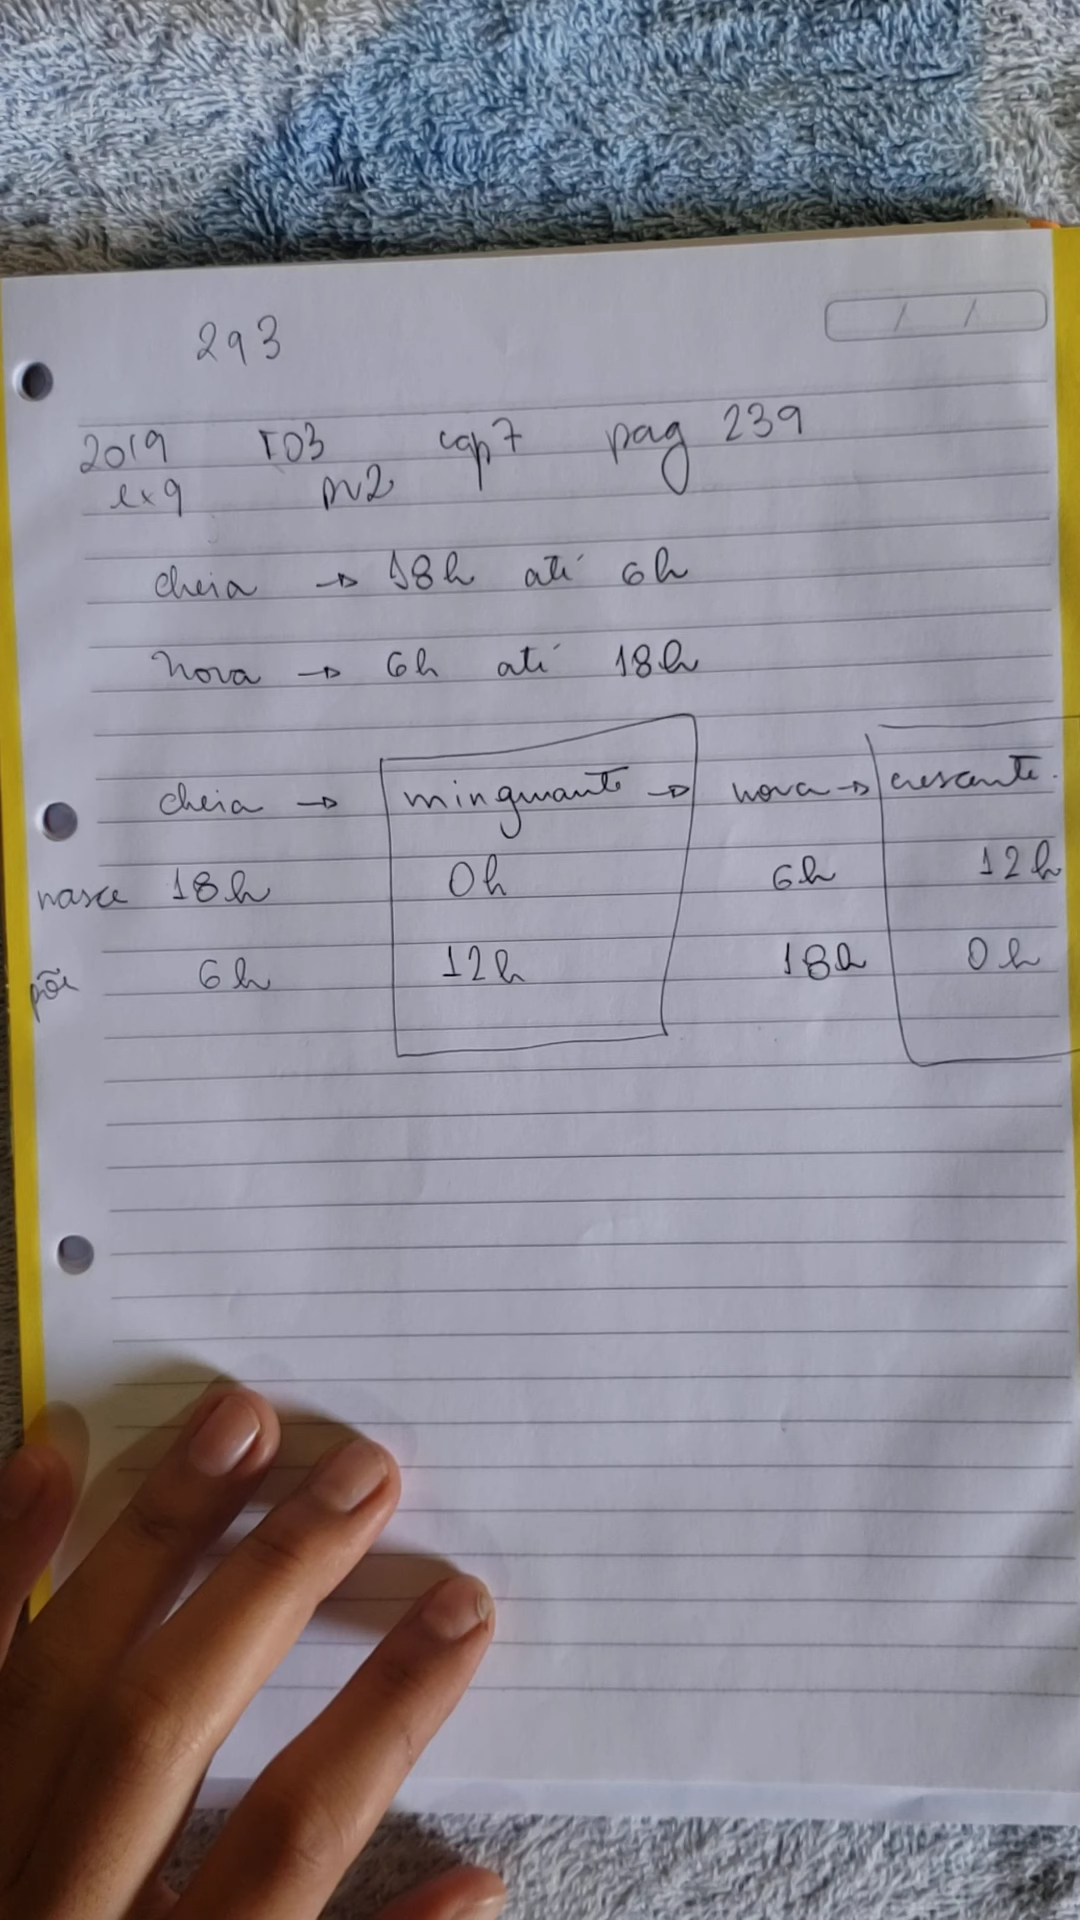 293
/ /
2019 T03 cap7 pag 239
ex9 nv2
cheia → 18h até 6h
Nova → 6h até 18h
cheia → minguante → nova → crescente.
nasce 18h 0h 6h 12h
põe 6h 12h 18h 0h